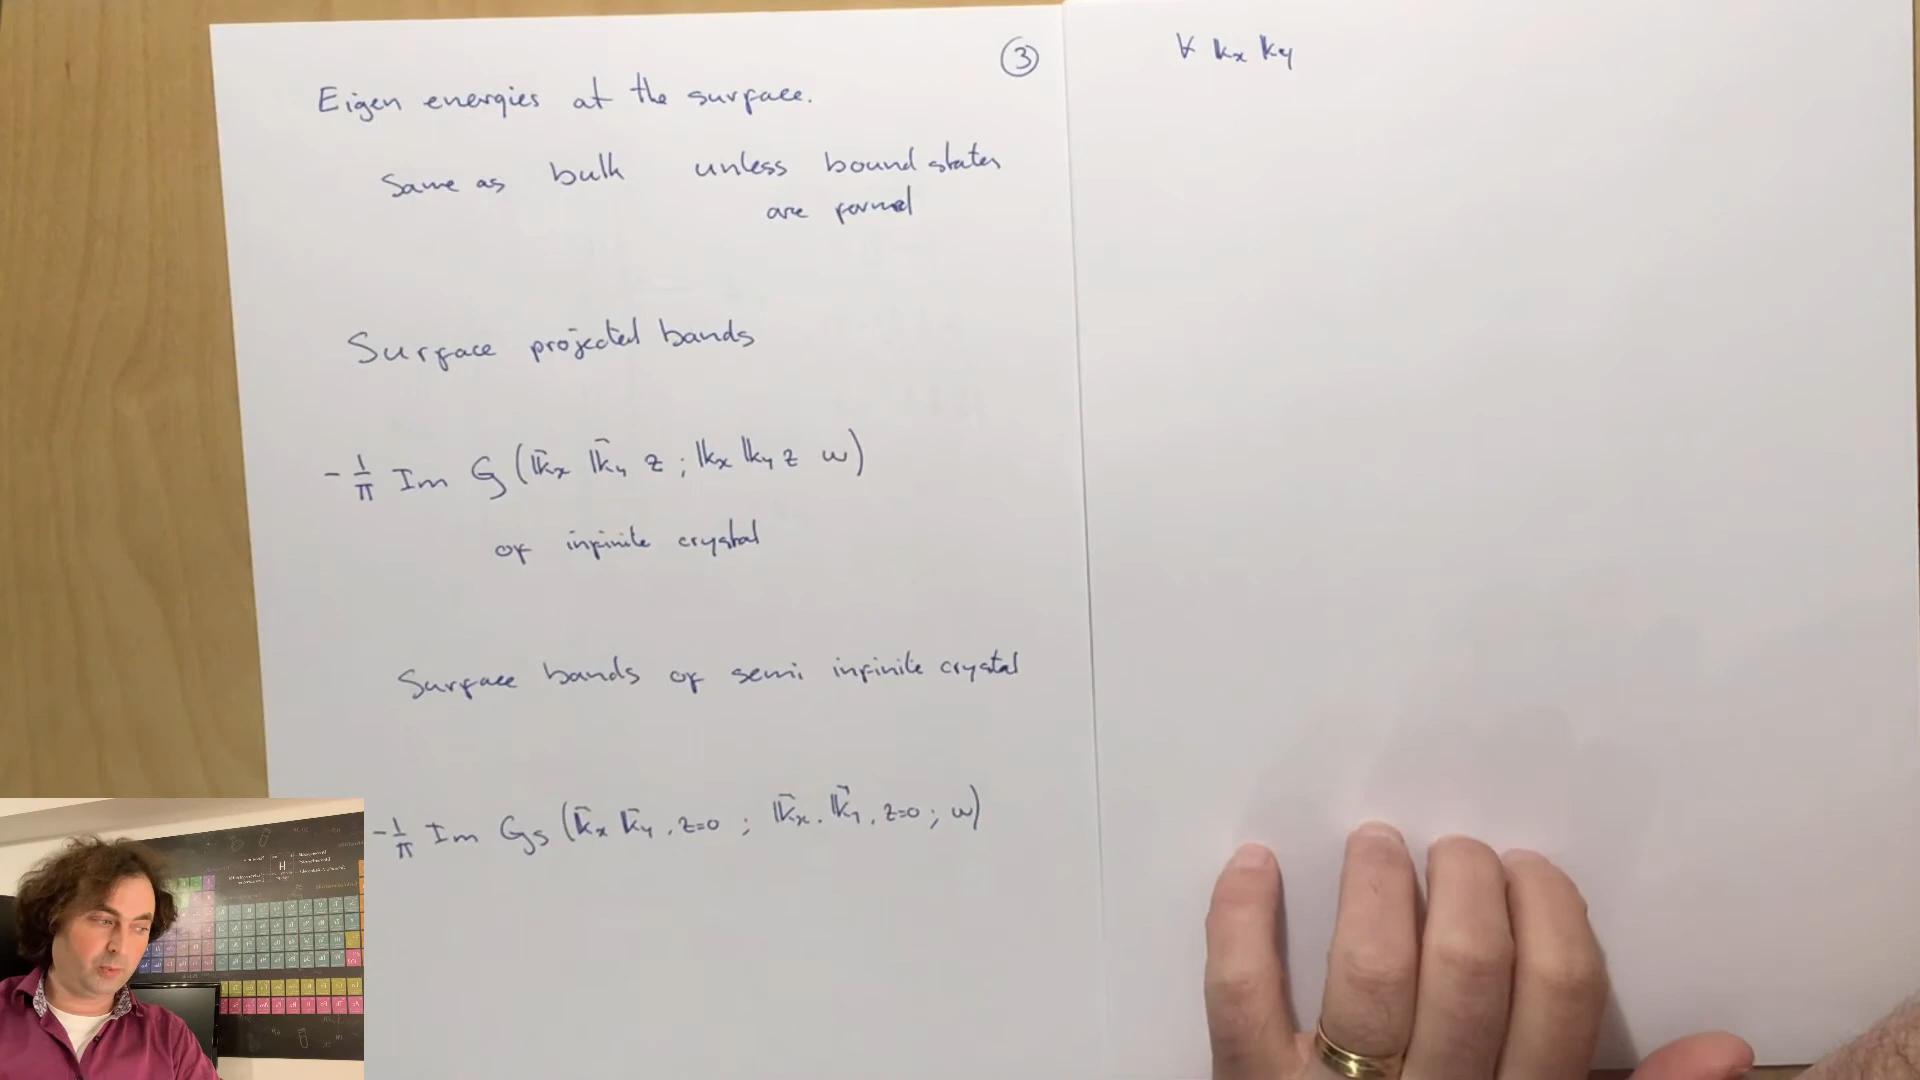 ③
Eigen energies at the surface.
Same as bulk unless bound states
are formed
Surface projected bands
- 1/π Im G (k̃x k̃y z ; kx ky z ω)
of infinite crystal
Surface bands of semi infinite crystal
- 1/π Im Gs (k̃x k̃y , z=0 ; k̃x , k̃y , z=0 ; ω)
∀ kx ky
H